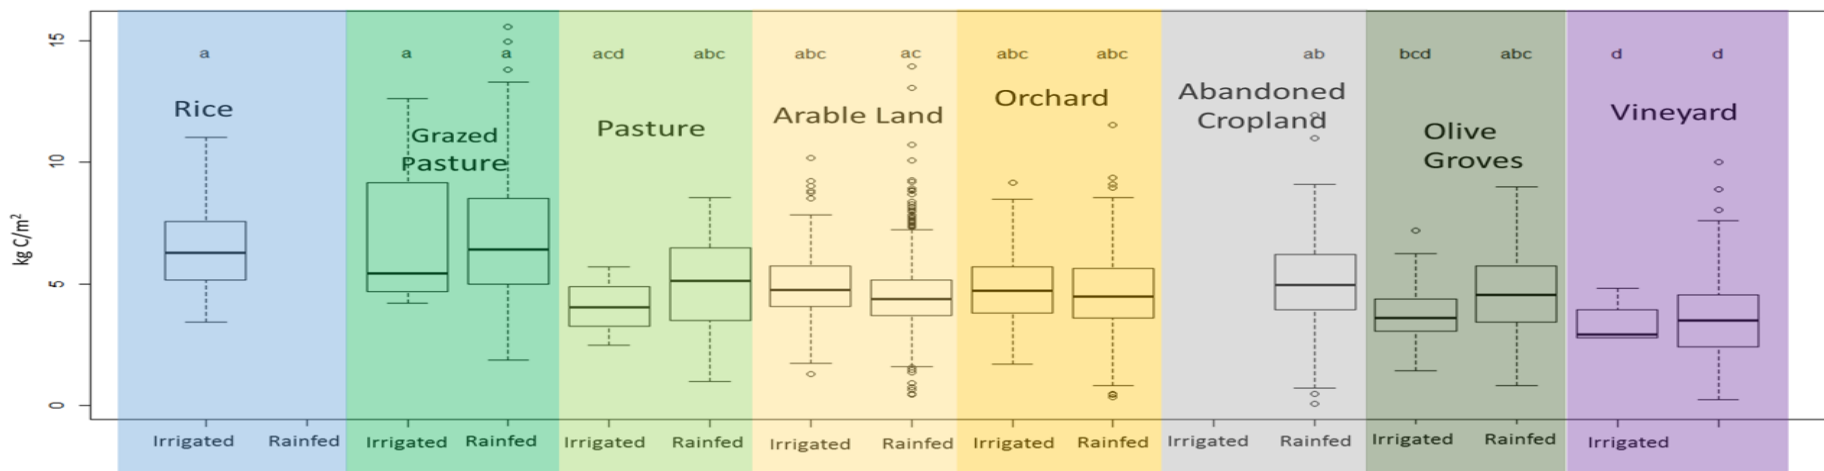 15
10
5
0
kg C/m²
a a a acd abc abc ac abc abc ab bcd abc d d
Rice
Grazed
Pasture
Pasture
Arable Land
Orchard
Abandoned
Cropland
Olive
Groves
Vineyard
Irrigated Rainfed Irrigated Rainfed Irrigated Rainfed Irrigated Rainfed Irrigated Rainfed Irrigated Rainfed Irrigated Rainfed Irrigated